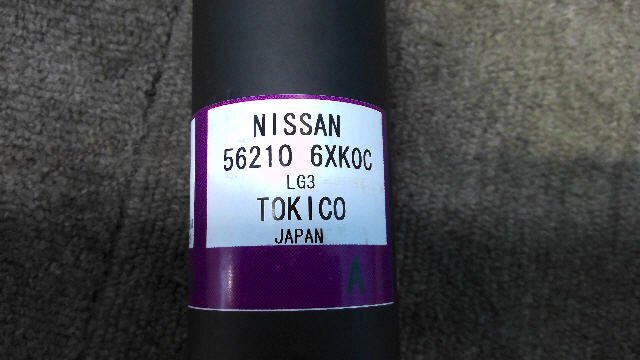 NISSAN
56210 6XK0C
LG3
TOKICO
JAPAN
A